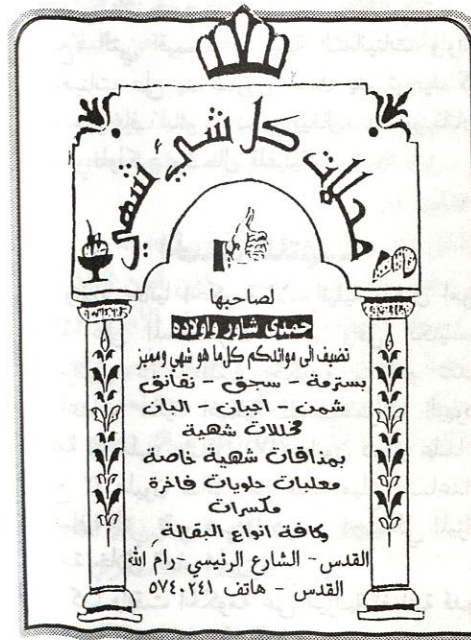 محلات كل شيء شهي
لصاحبها
حمدي شاور واولاده
تضيف الى موائدكم كل ما هو شهي ومميز
بسترمة - سجق - نقانق
شمن - اجبان - البان
مخللات شهية
بمذاقات شهية خاصة
معلبات حلويات فاخرة
مكسرات
وكافة انواع البقالة
القدس - الشارع الرئيسي - رام الله
القدس - هاتف ٥٧٤٠٢٤١